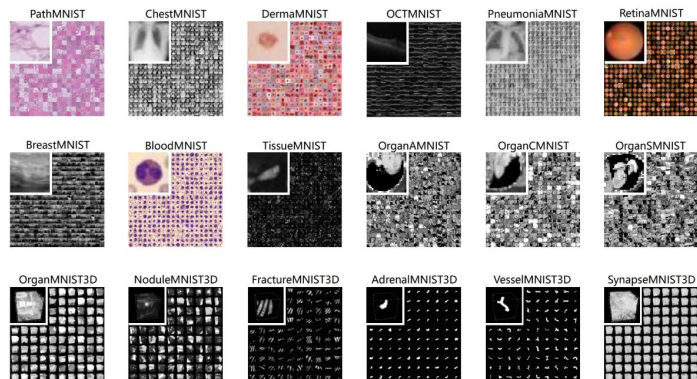 PathMNIST ChestMNIST DermaMNIST OCTMNIST PneumoniaMNIST RetinaMNIST
BreastMNIST BloodMNIST TissueMNIST OrganAMNIST OrganCMNIST OrganSMNIST
OrganMNIST3D NoduleMNIST3D FractureMNIST3D AdrenalMNIST3D VesselMNIST3D SynapseMNIST3D